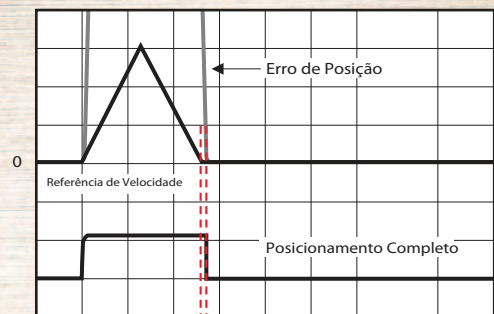 Erro de Posição
0
Referência de Velocidade
Posicionamento Completo